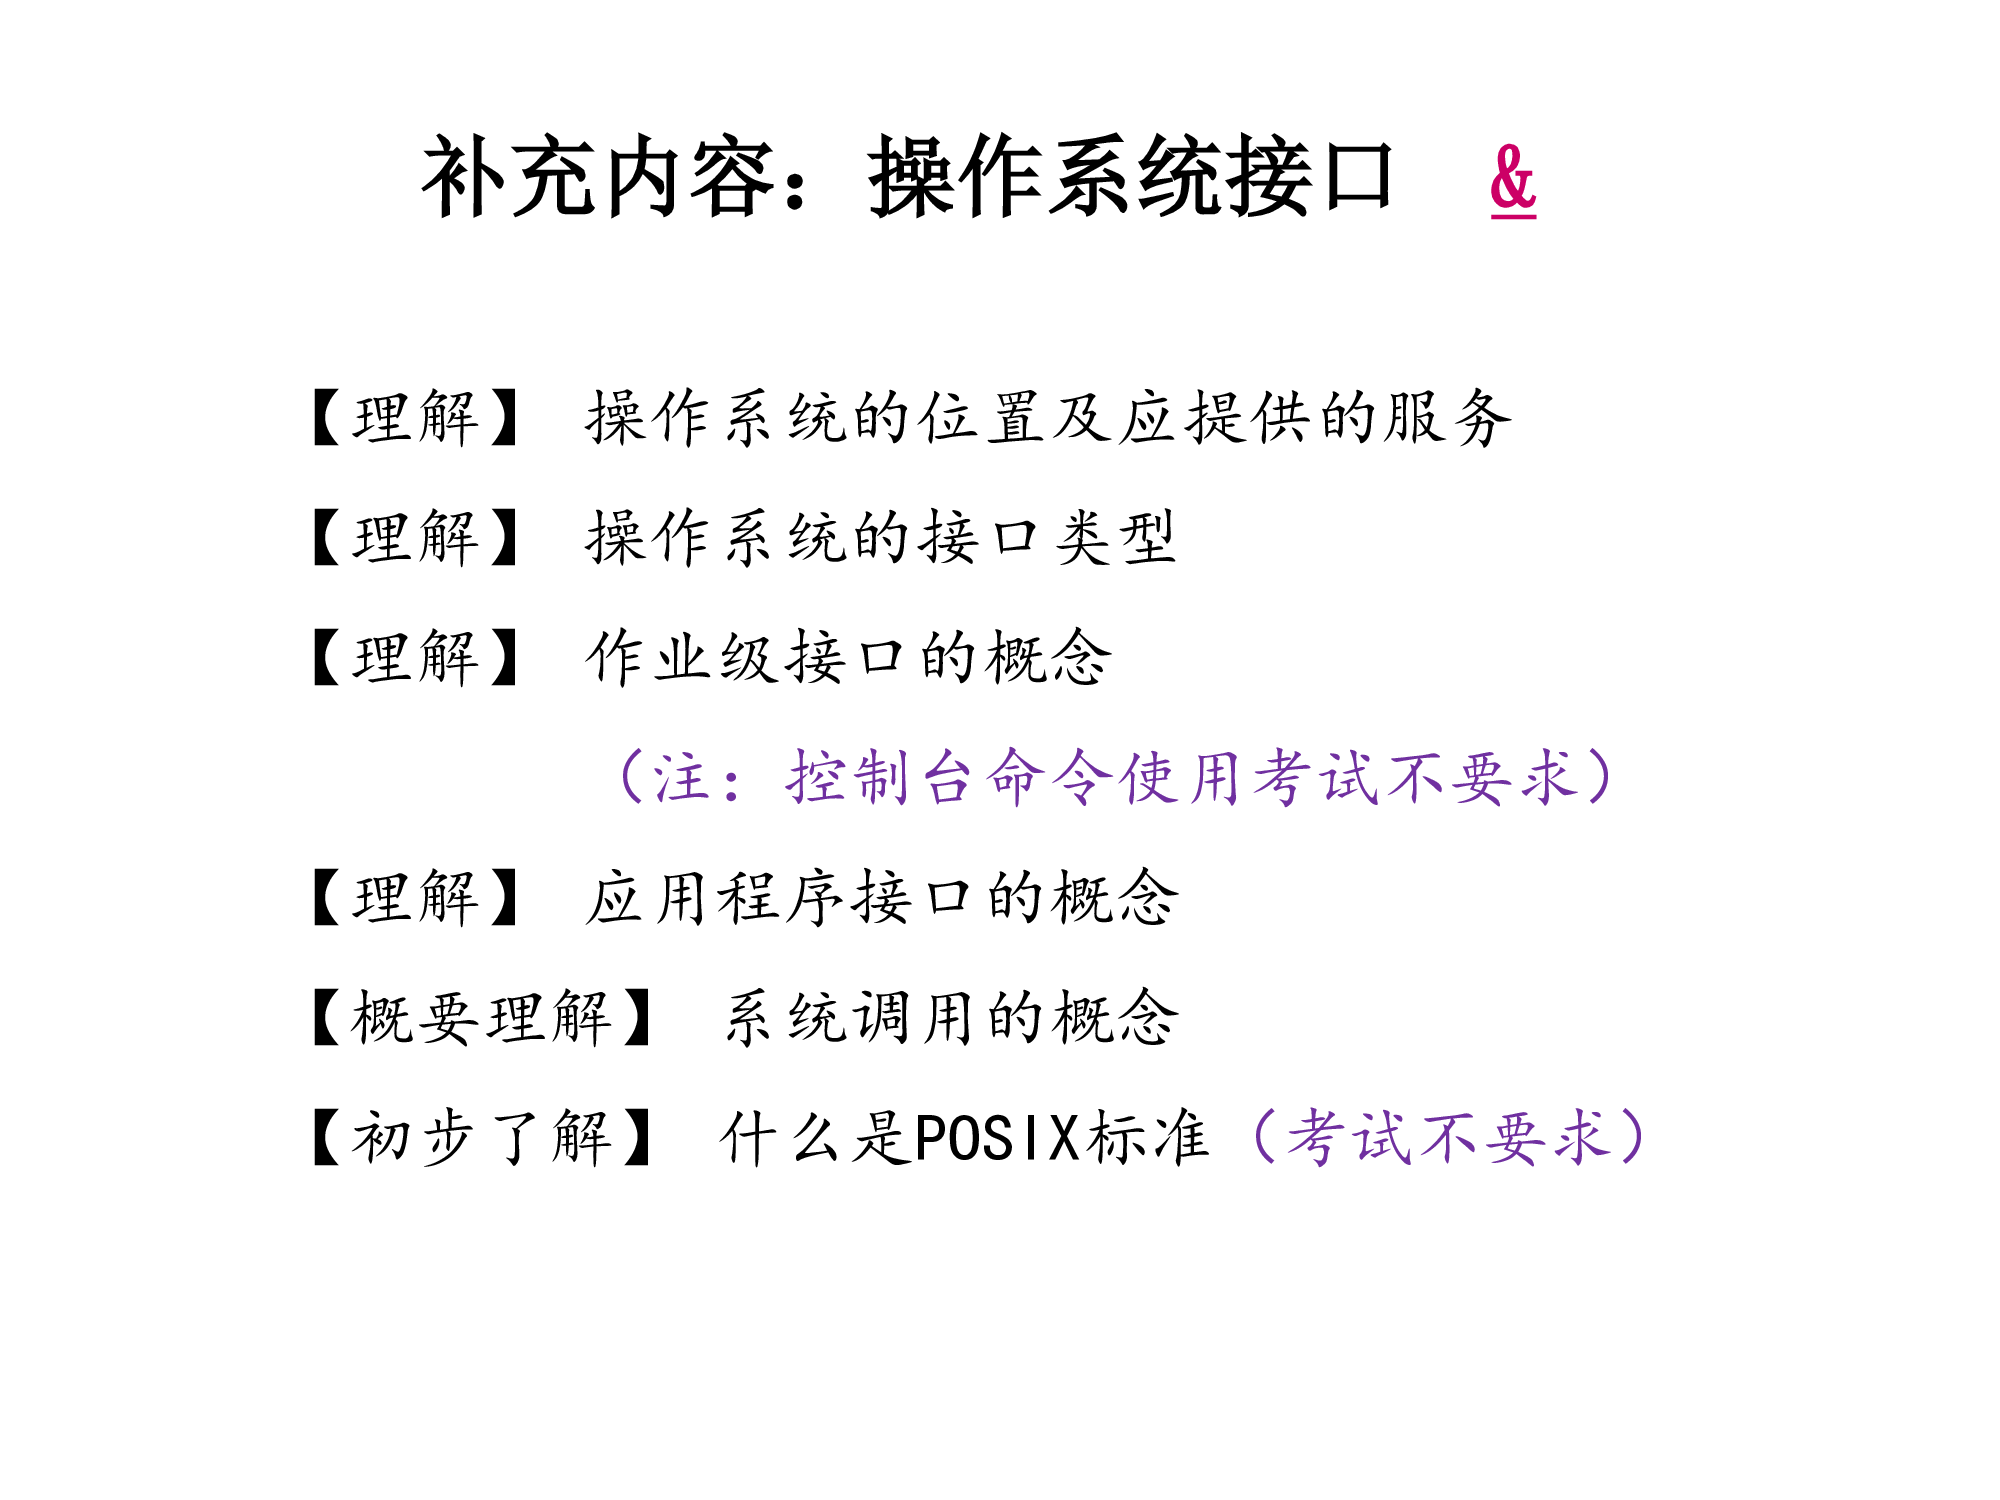 补充内容：操作系统接口 &
【理解】 操作系统的位置及应提供的服务
【理解】 操作系统的接口类型
【理解】 作业级接口的概念
（注：控制台命令使用考试不要求）
【理解】 应用程序接口的概念
【概要理解】 系统调用的概念
【初步了解】 什么是POSIX标准（考试不要求）